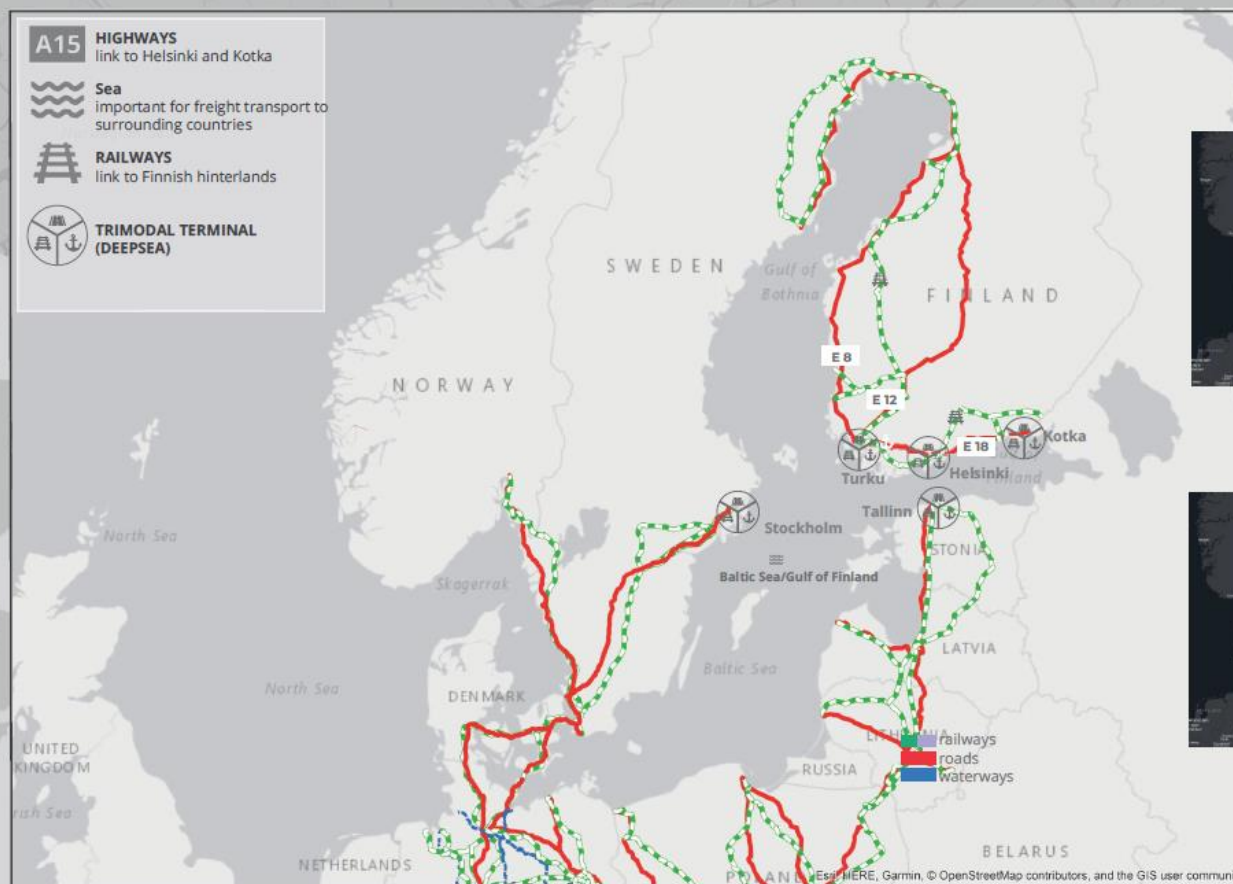 A15
HIGHWAYS
link to Helsinki and Kotka
Sea
important for freight transport to
surrounding countries
RAILWAYS
link to Finnish hinterlands
TRIMODAL TERMINAL
(DEEPSEA)
SWEDEN
Gulf of
Bothnia
FINLAND
E 8
NORWAY
E 12
E 18
Kotka
Turku
Helsinki
Finland
Tallinn
Stockholm
North Sea
STONIA
Baltic Sea/Gulf of Finland
Skagerrak
LATVIA
Baltic Sea
North Sea
DENMARK
railways
UNITED
KINGDOM
RUSSIA
roads
waterways
rish Sea
BELARUS
NETHERLANDS
Esri, HERE, Garmin, © OpenStreetMap contributors, and the GIS user communi